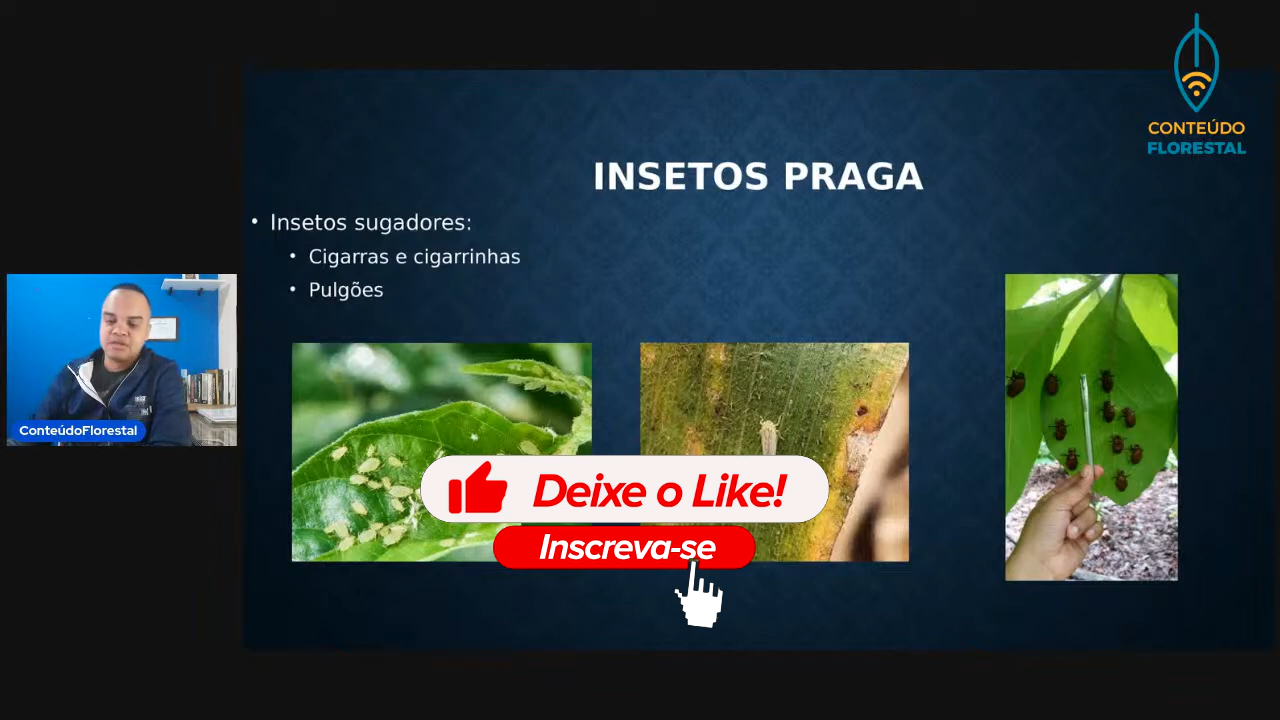 CONTEÚDO
FLORESTAL
INSETOS PRAGA
• Insetos sugadores:
• Cigarras e cigarrinhas
• Pulgões
ConteúdoFlorestal
Deixe o Like!
Inscreva-se